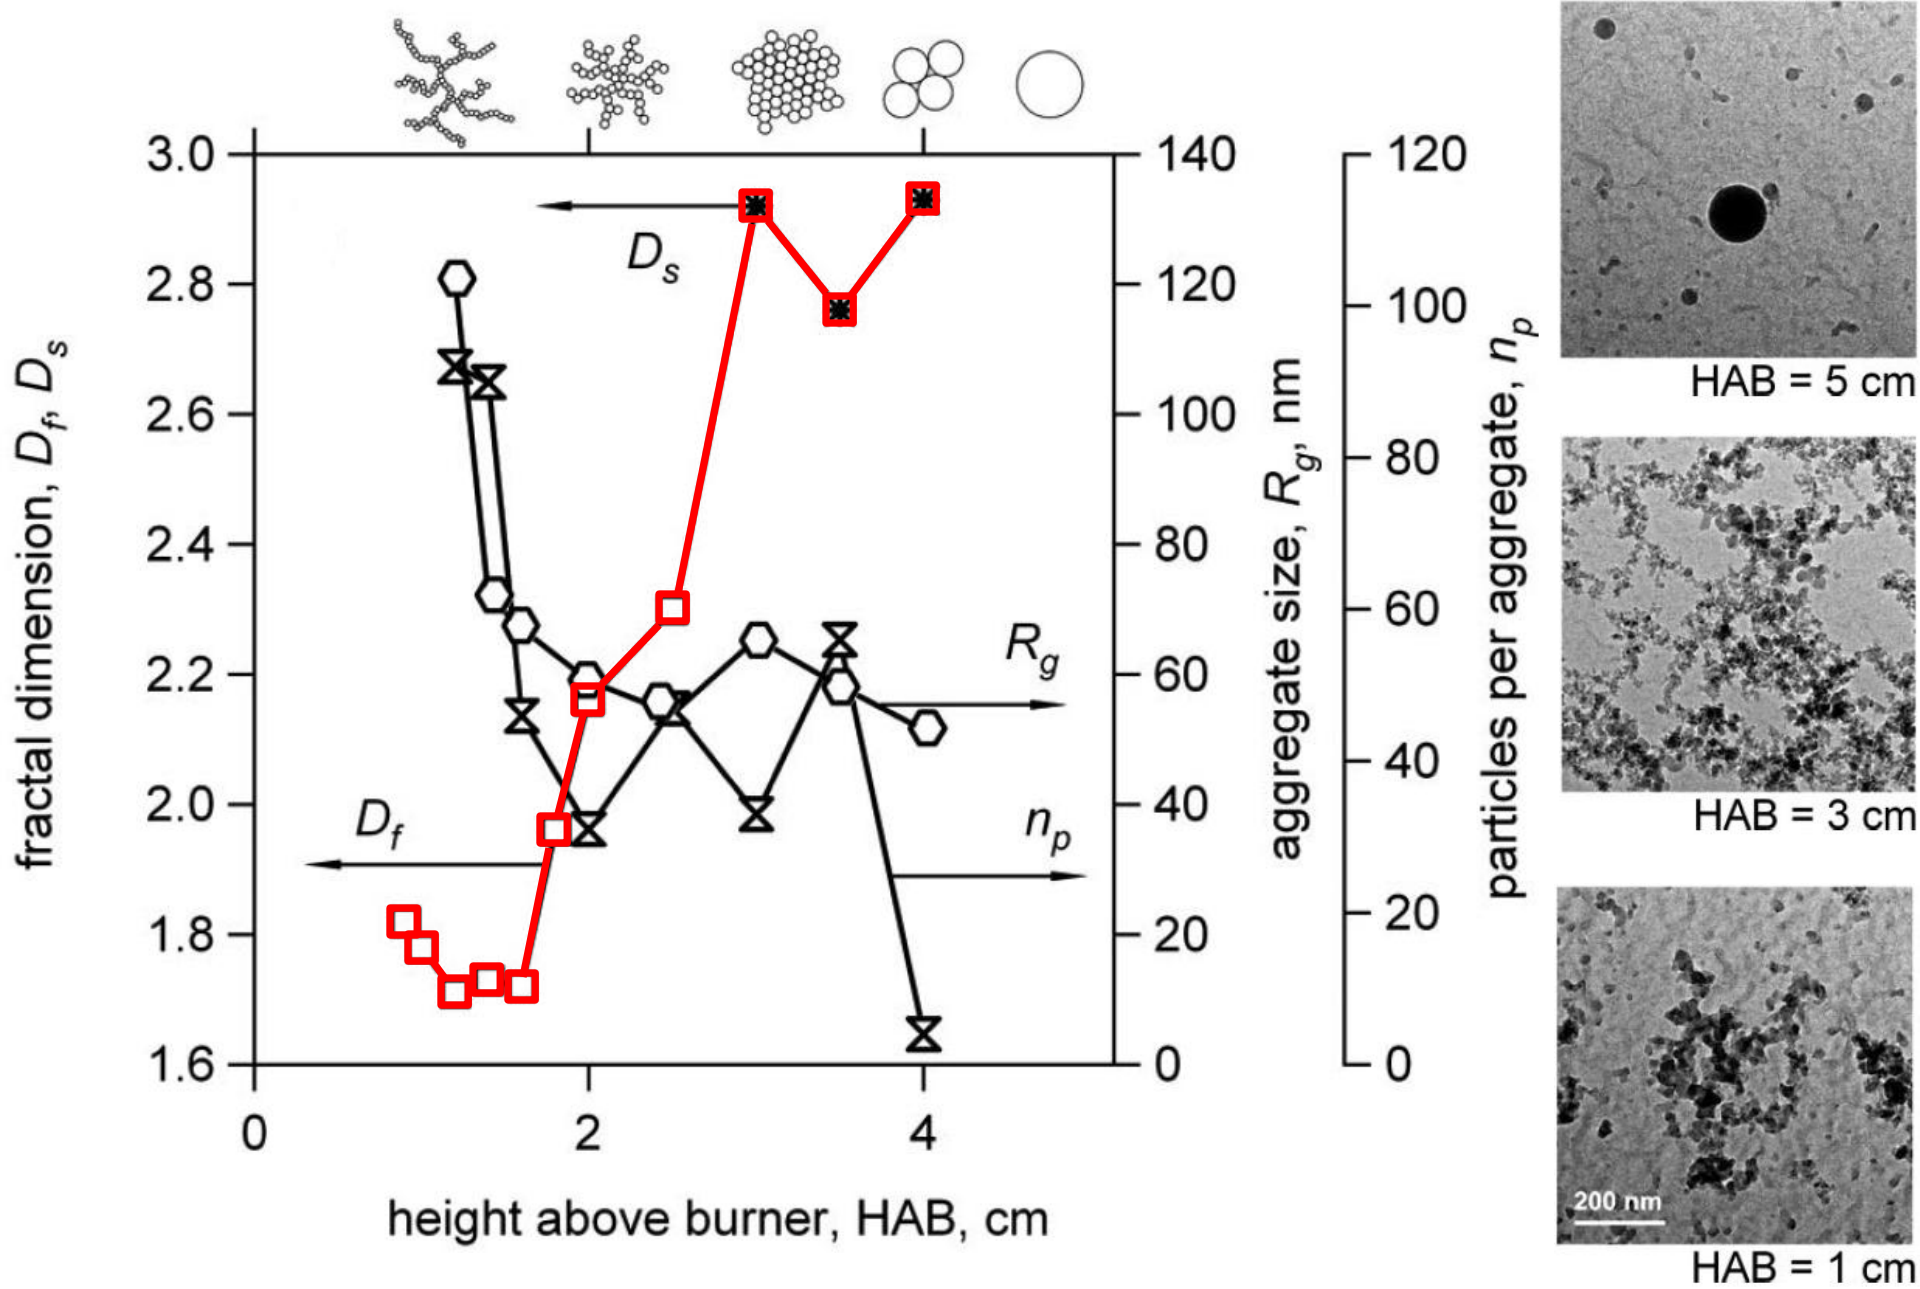 3.0
2.8
2.6
2.4
2.2
2.0
1.8
1.6
fractal dimension, Df, Ds
0
2
4
height above burner, HAB, cm
Ds
Df
Rg
np
140
120
100
80
60
40
20
0
aggregate size, Rg, nm
120
100
80
60
40
20
0
particles per aggregate, np
HAB = 5 cm
HAB = 3 cm
200 nm
HAB = 1 cm